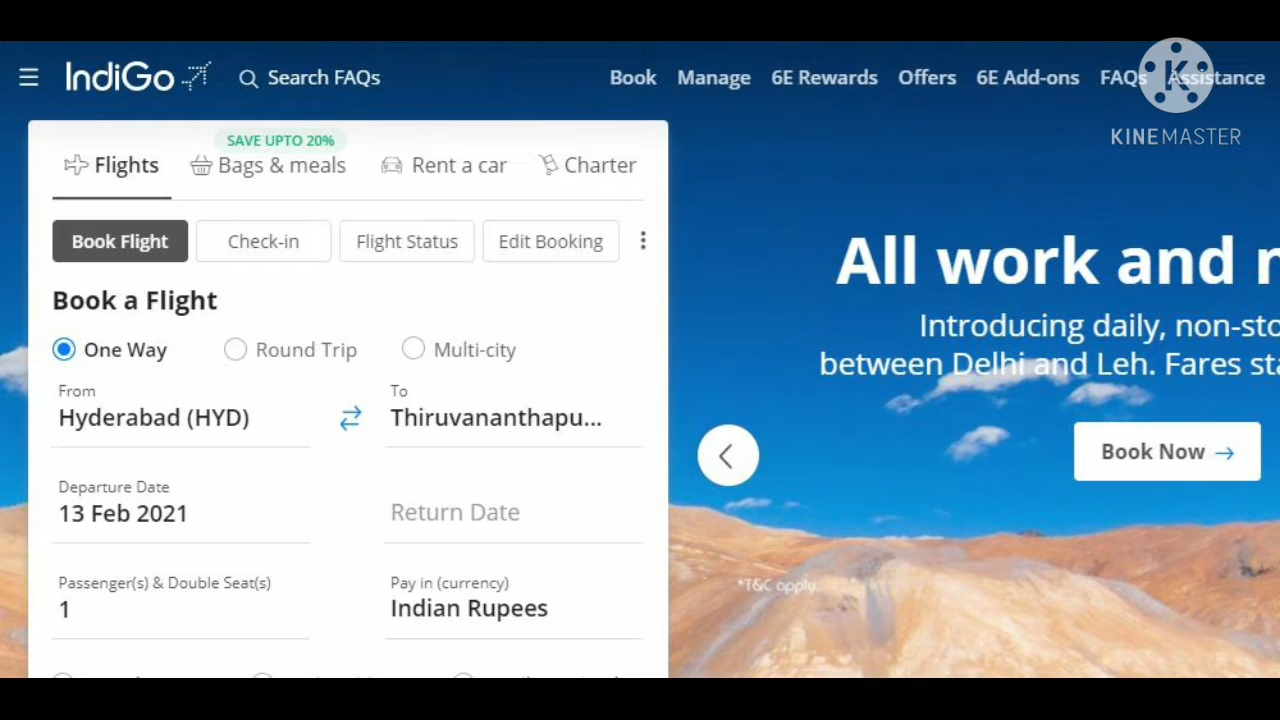 IndiGo
Search FAQs
Book Manage 6E Rewards Offers 6E Add-ons FAQs Assistance
K
KINEMASTER
SAVE UPTO 20%
Flights Bags & meals Rent a car Charter
Book Flight Check-in Flight Status Edit Booking
Book a Flight
One Way Round Trip Multi-city
From To
Hyderabad (HYD) Thiruvananthapu...
Departure Date
13 Feb 2021 Return Date
Passenger(s) & Double Seat(s) Pay in (currency)
1 Indian Rupees
All work and
Introducing daily,
between Delhi and Leh. Fares
Book Now
*T&C apply.